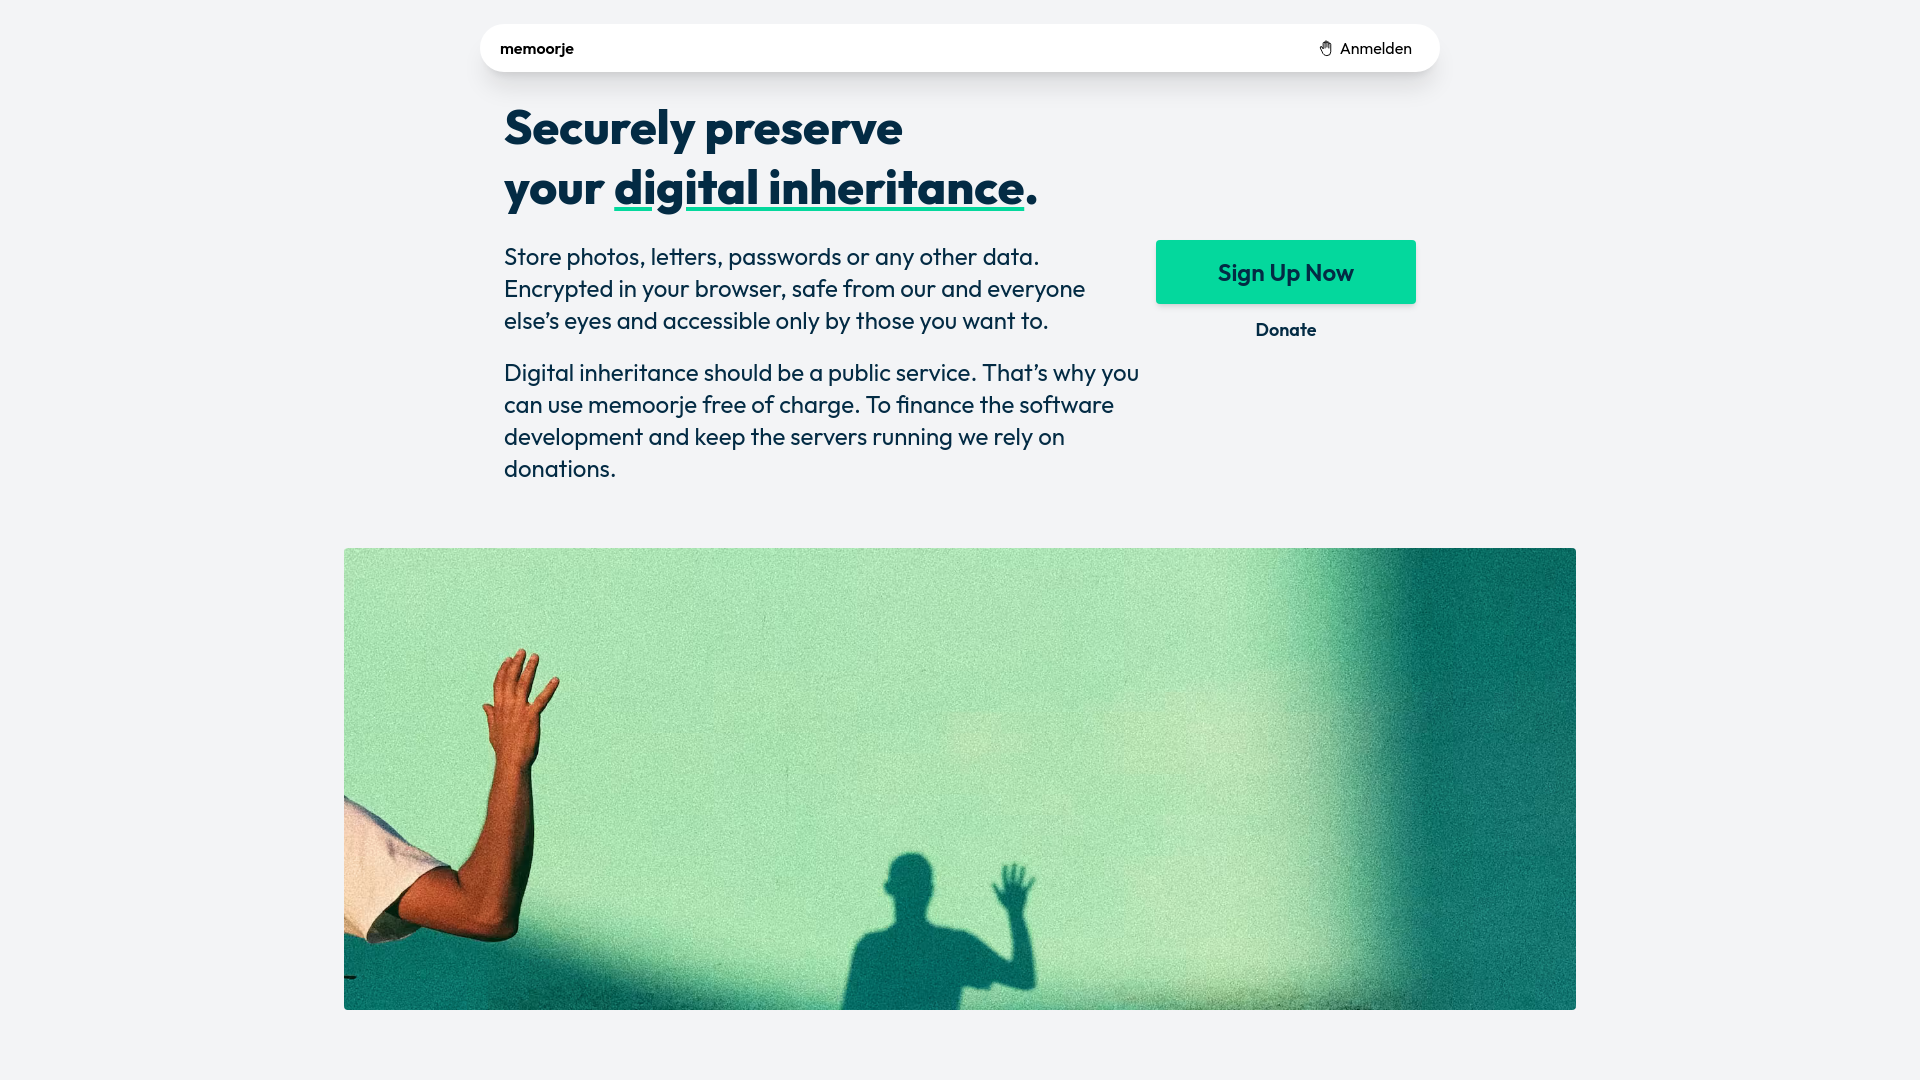 memoorje
Anmelden
Securely preserve
your digital inheritance.
Store photos, letters, passwords or any other data.
Encrypted in your browser, safe from our and everyone
else’s eyes and accessible only by those you want to.
Sign Up Now
Donate
Digital inheritance should be a public service. That’s why you
can use memoorje free of charge. To finance the software
development and keep the servers running we rely on
donations.